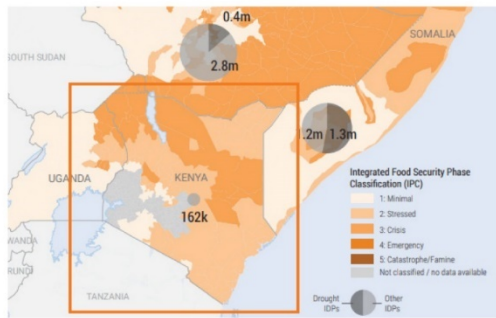 0.4m
SOMALIA
SOUTH SUDAN
2.8m
.2m 1.3m
UGANDA
KENYA
162k
Integrated Food Security Phase
Classification (IPC)
1: Minimal
2: Stressed
3: Crisis
4: Emergency
5: Catastrophe/Famine
Not classified / no data available
TANZANIA
Drought
IDPs
Other
IDPs